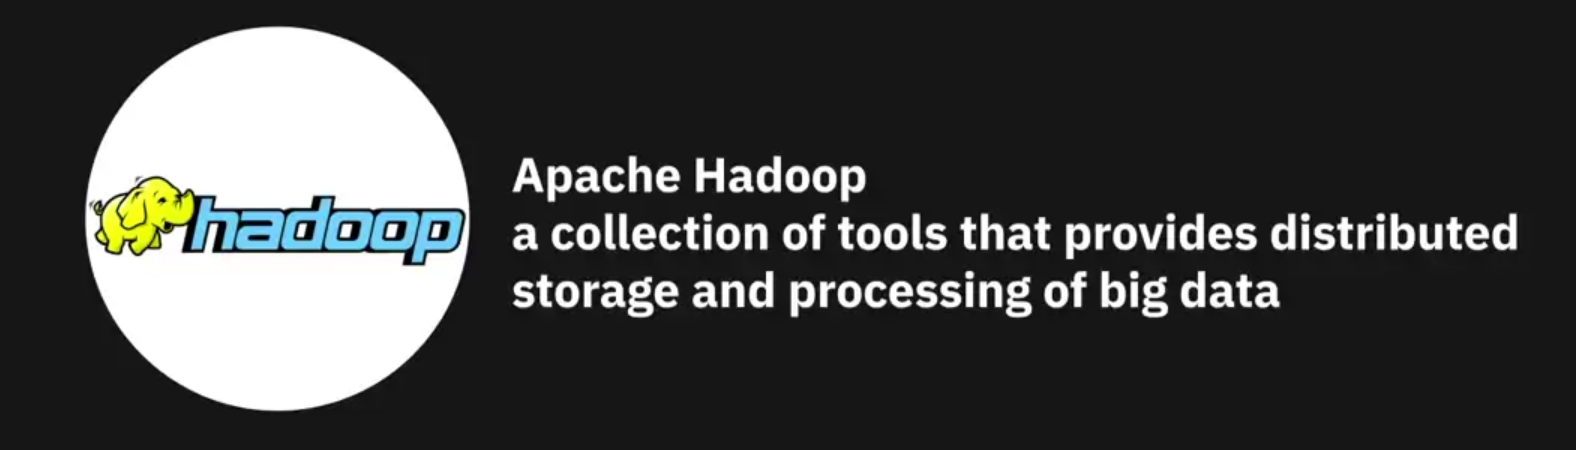 hadoop
Apache Hadoop
a collection of tools that provides distributed
storage and processing of big data